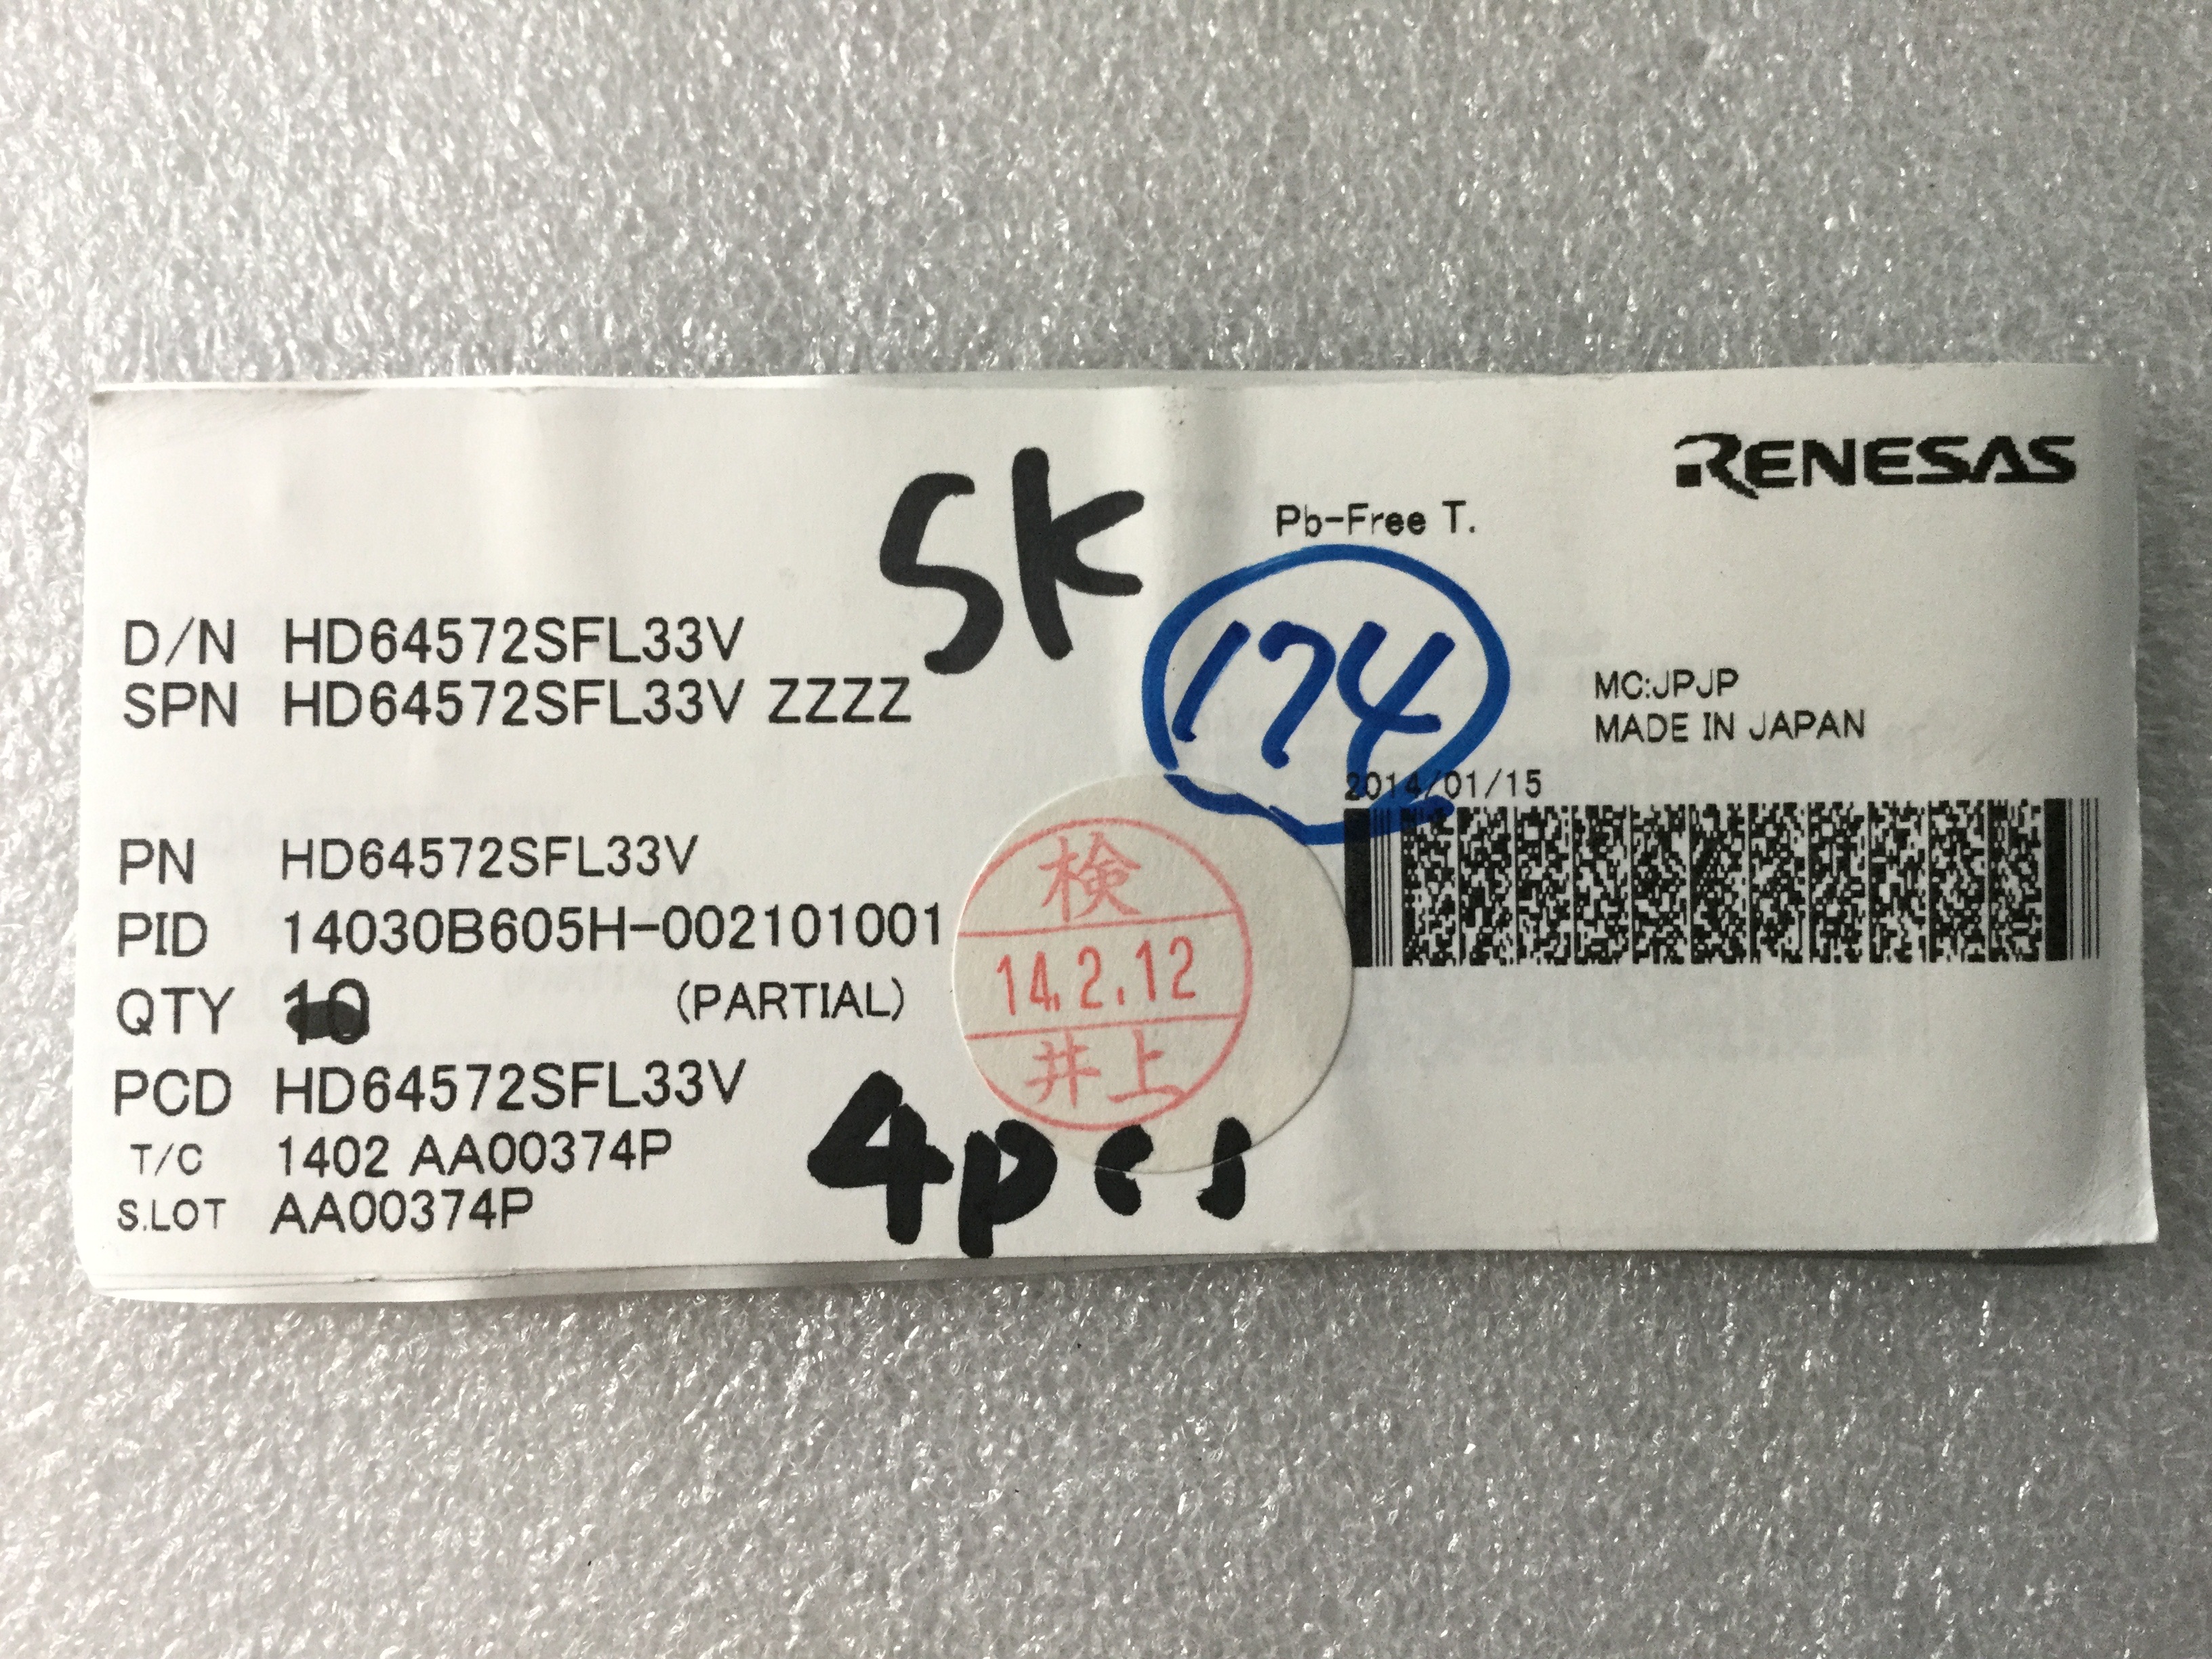 RENESAS
SK
Pb-Free T.
174
D/N HD64572SFL33V
SPN HD64572SFL33V ZZZZ
MC:JPJP
MADE IN JAPAN
2014/01/15
PN HD64572SFL33V
PID 14030B605H-002101001
QTY 10 (PARTIAL)
PCD HD64572SFL33V
T/C 1402 AA00374P
S.LOT AA00374P
検
14.2.12
井上
4pcs